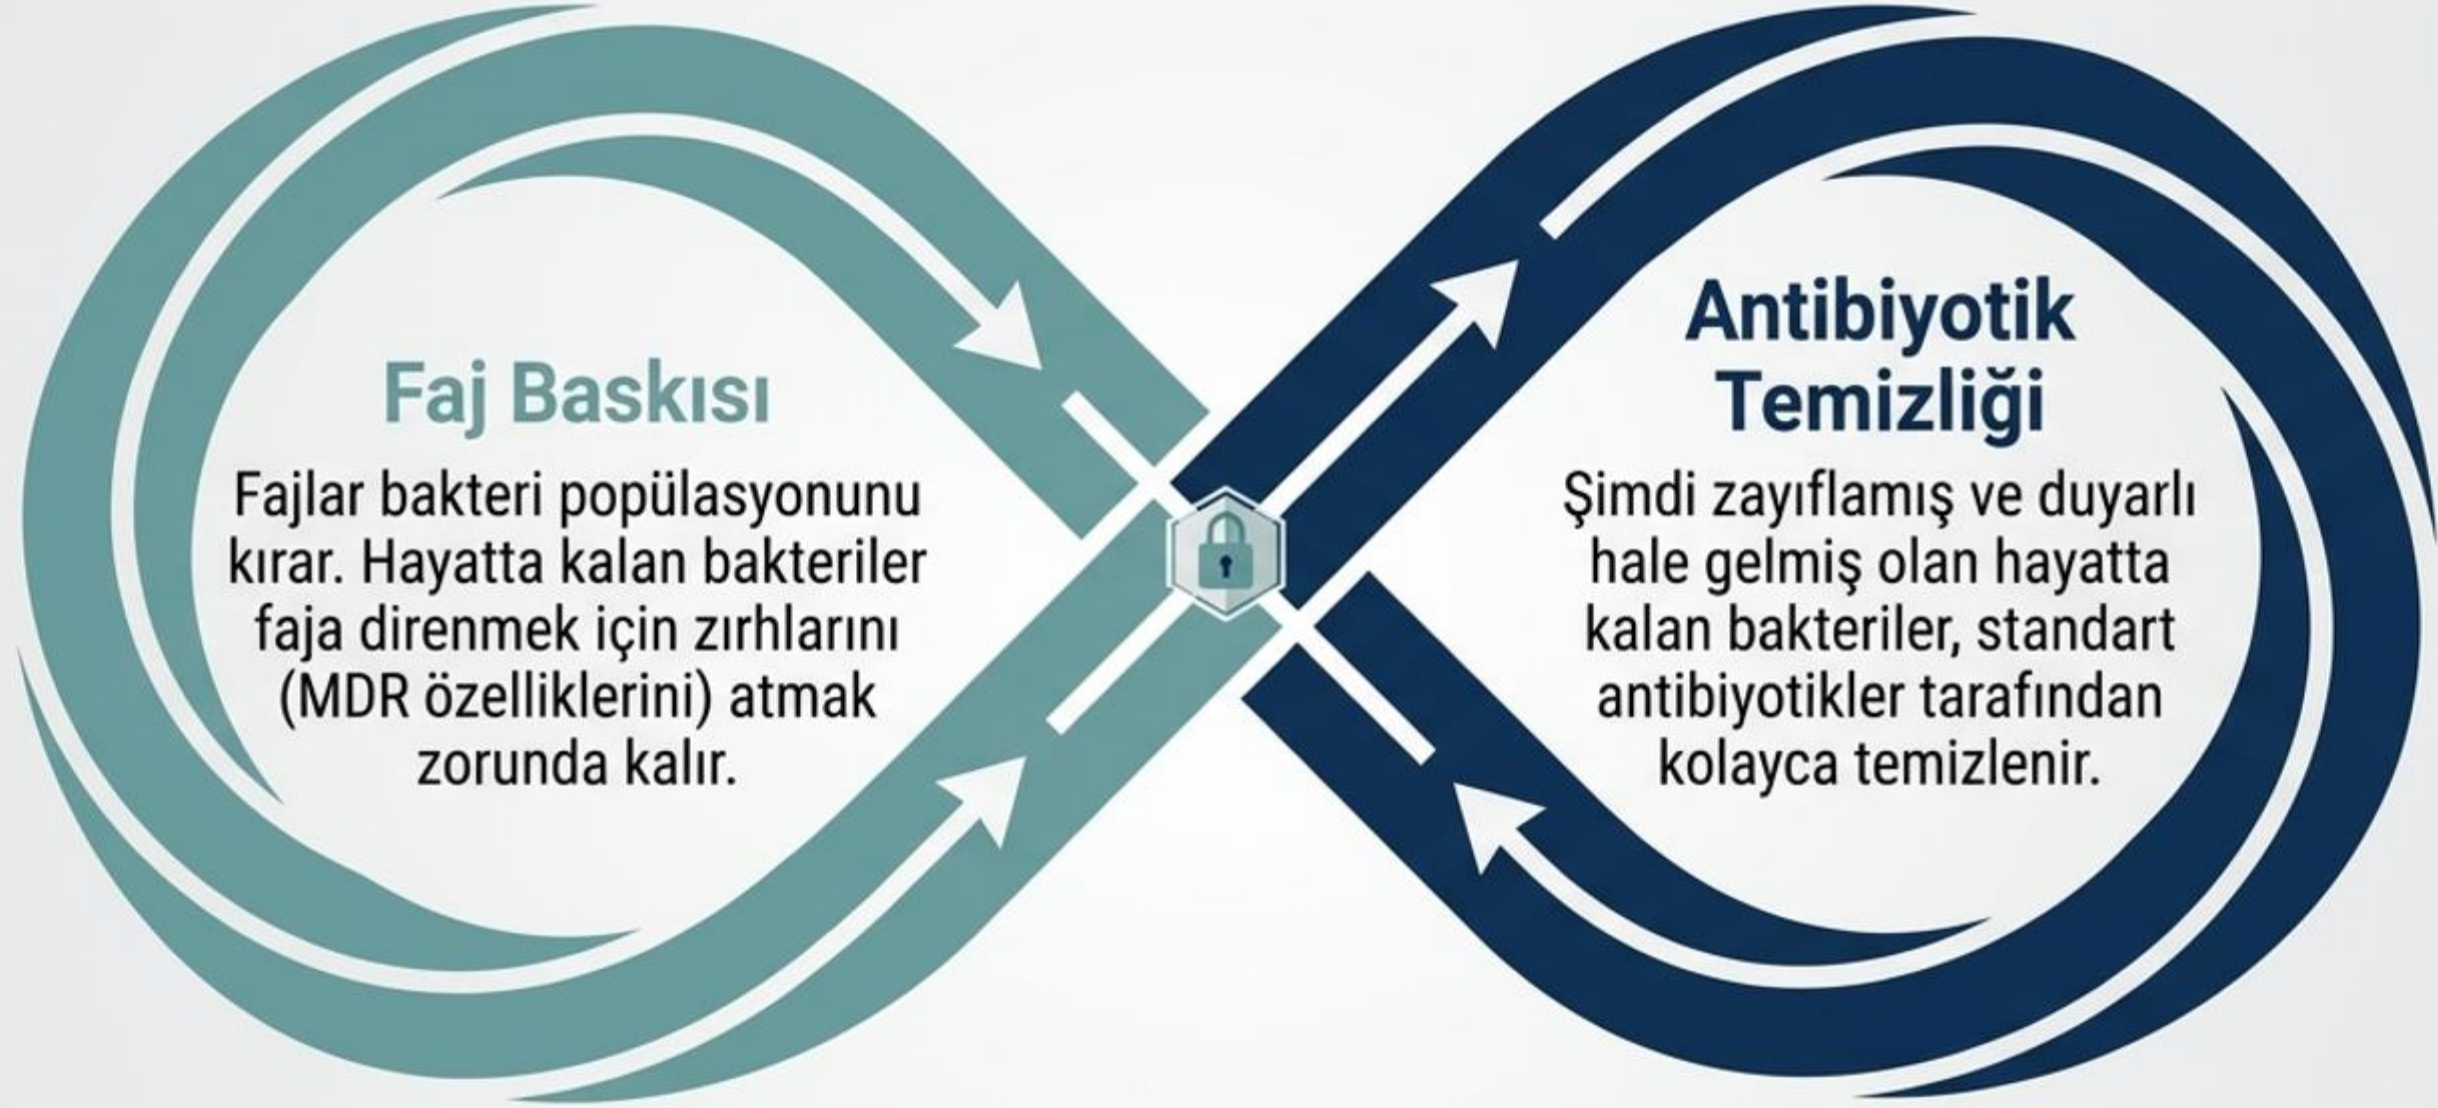 Faj Baskısı
Fajlar bakteri popülasyonunu
kırar. Hayatta kalan bakteriler
faja direnmek için zırhlarını
(MDR özelliklerini) atmak
zorunda kalır.
Antibiyotik
Temizliği
Şimdi zayıflamış ve duyarlı
hale gelmiş olan hayatta
kalan bakteriler, standart
antibiyotikler tarafından
kolayca temizlenir.